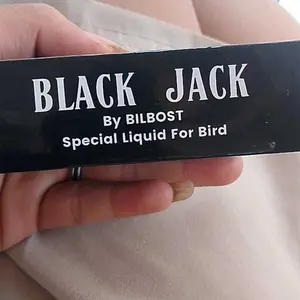 BLACK JACK
By BILBOST
Special Liquid For Bird